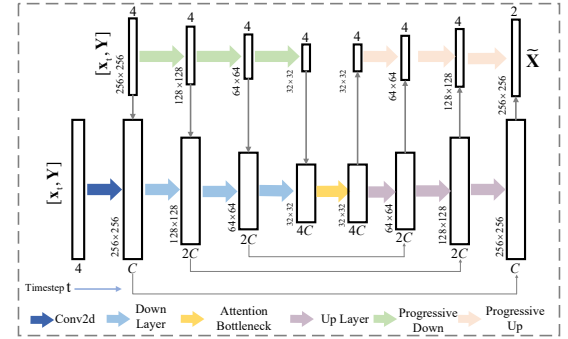 4 4 4 4 4 4 4 2
[xt, Y] 256×256 128×128 64×64 32×32 32×32 64×64 128×128 256×256 X̃
[xt, Y] 256×256 128×128 64×64 32×32 32×32 64×64 128×128 256×256
4 C 2C 2C 4C 4C 2C 2C C
Timestep t
Conv2d Down Layer Attention Bottleneck Up Layer Progressive Down Progressive Up